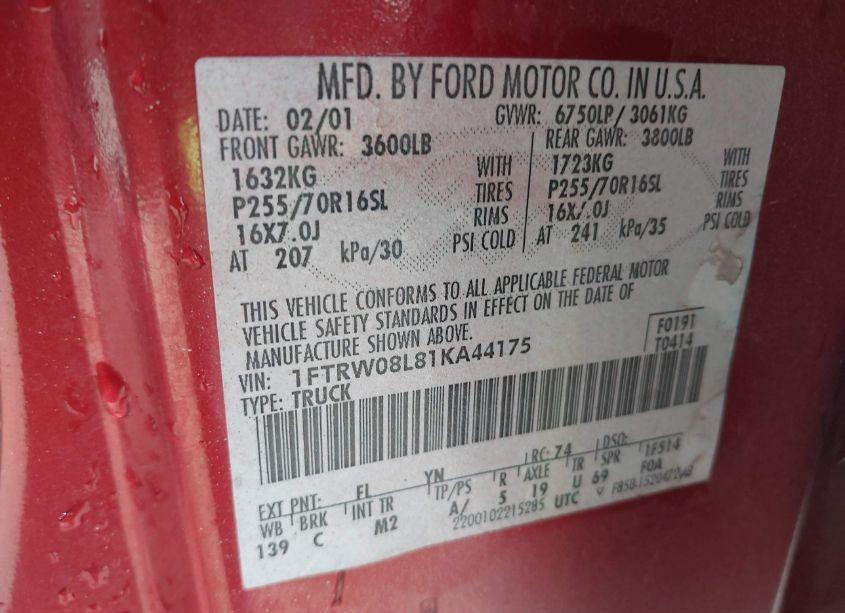 MFD. BY FORD MOTOR CO. IN U.S.A.
DATE: 02/01 GVWR: 6750LP / 3061KG
FRONT GAWR: 3600LB REAR GAWR: 3800LB
1632KG WITH 1723KG WITH
P255/70R16SL TIRES P255/70R16SL TIRES
16X7.0J RIMS 16X7.0J RIMS
AT 207 kPa/30 PSI COLD AT 241 kPa/35 PSI COLD
THIS VEHICLE CONFORMS TO ALL APPLICABLE FEDERAL MOTOR
VEHICLE SAFETY STANDARDS IN EFFECT ON THE DATE OF
MANUFACTURE SHOWN ABOVE. F0191
VIN: 1FTRW08L81KA44175 T0414
TYPE: TRUCK
EXT PNT: FL YN RC: 74 DSO: 1F514
WB BRK INT TR TP/PS R AXLE TR SPR F0A
139 C M2 A/ 5 19 U 69
2200102215285 UTC